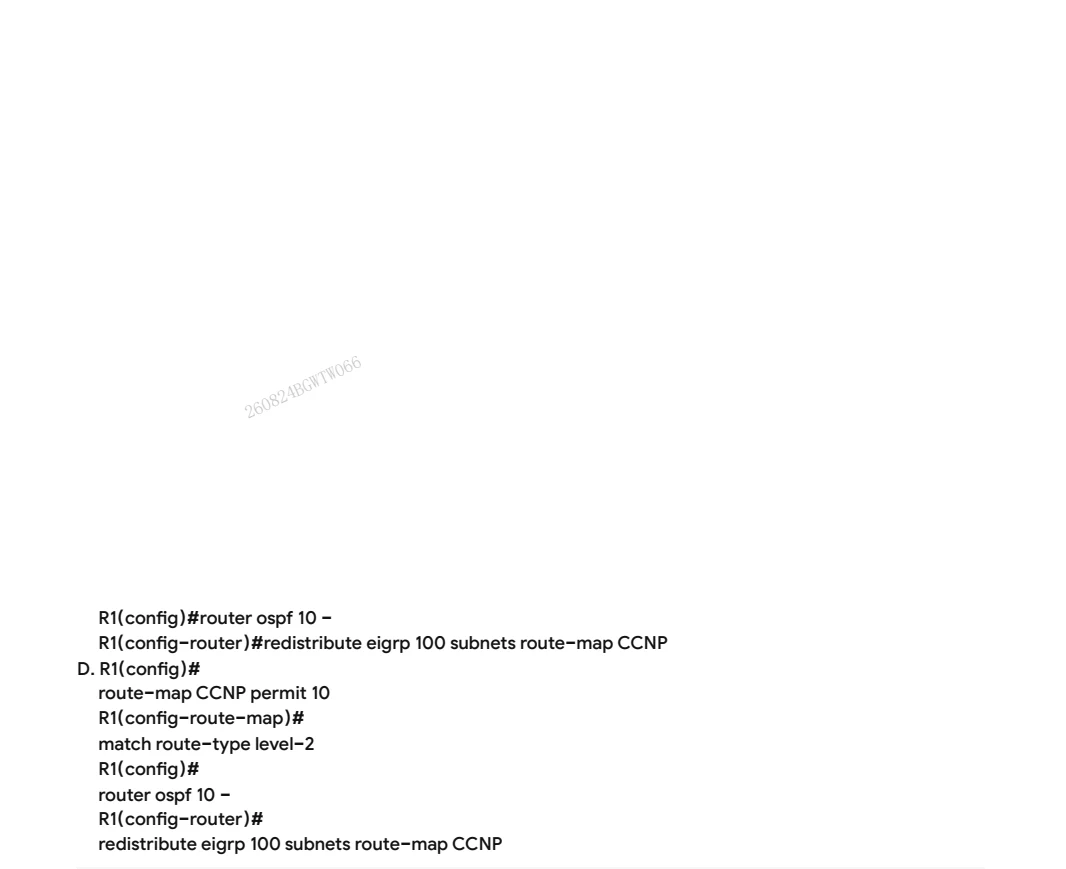 260824BGWTW066
R1(config)#router ospf 10 -
R1(config-router)#redistribute eigrp 100 subnets route-map CCNP
D. R1(config)#
route-map CCNP permit 10
R1(config-route-map)#
match route-type level-2
R1(config)#
router ospf 10 -
R1(config-router)#
redistribute eigrp 100 subnets route-map CCNP